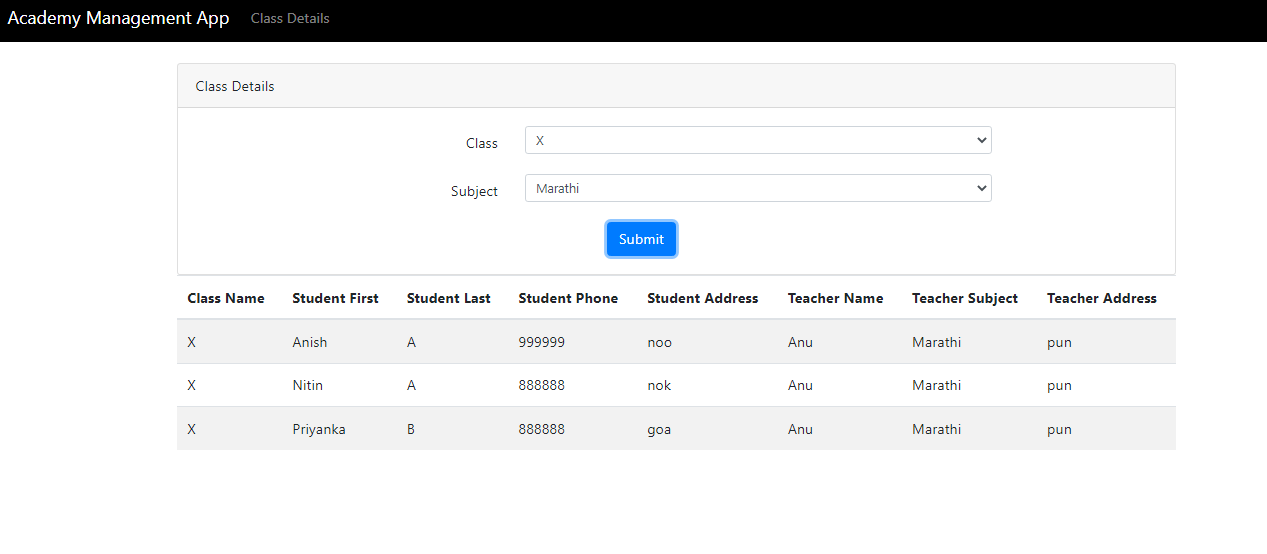 Academy Management App Class Details
Class Details
Class X
Subject Marathi
Submit
Class Name Student First Student Last Student Phone Student Address Teacher Name Teacher Subject Teacher Address
X Anish A 999999 noo Anu Marathi pun
X Nitin A 888888 nok Anu Marathi pun
X Priyanka B 888888 goa Anu Marathi pun